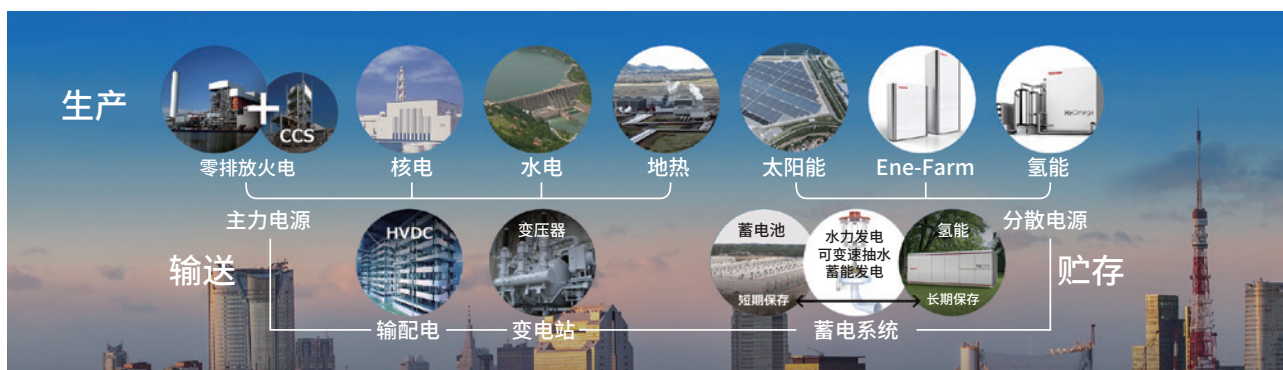 生产
CCS
零排放火电
核电
水电
地热
太阳能
Ene-Farm
氢能
主力电源
分散电源
输送
HVDC
变压器
蓄电池
水力发电
可变速抽水
蓄能发电
氢能
贮存
短期保存
长期保存
输配电
变电站
蓄电系统